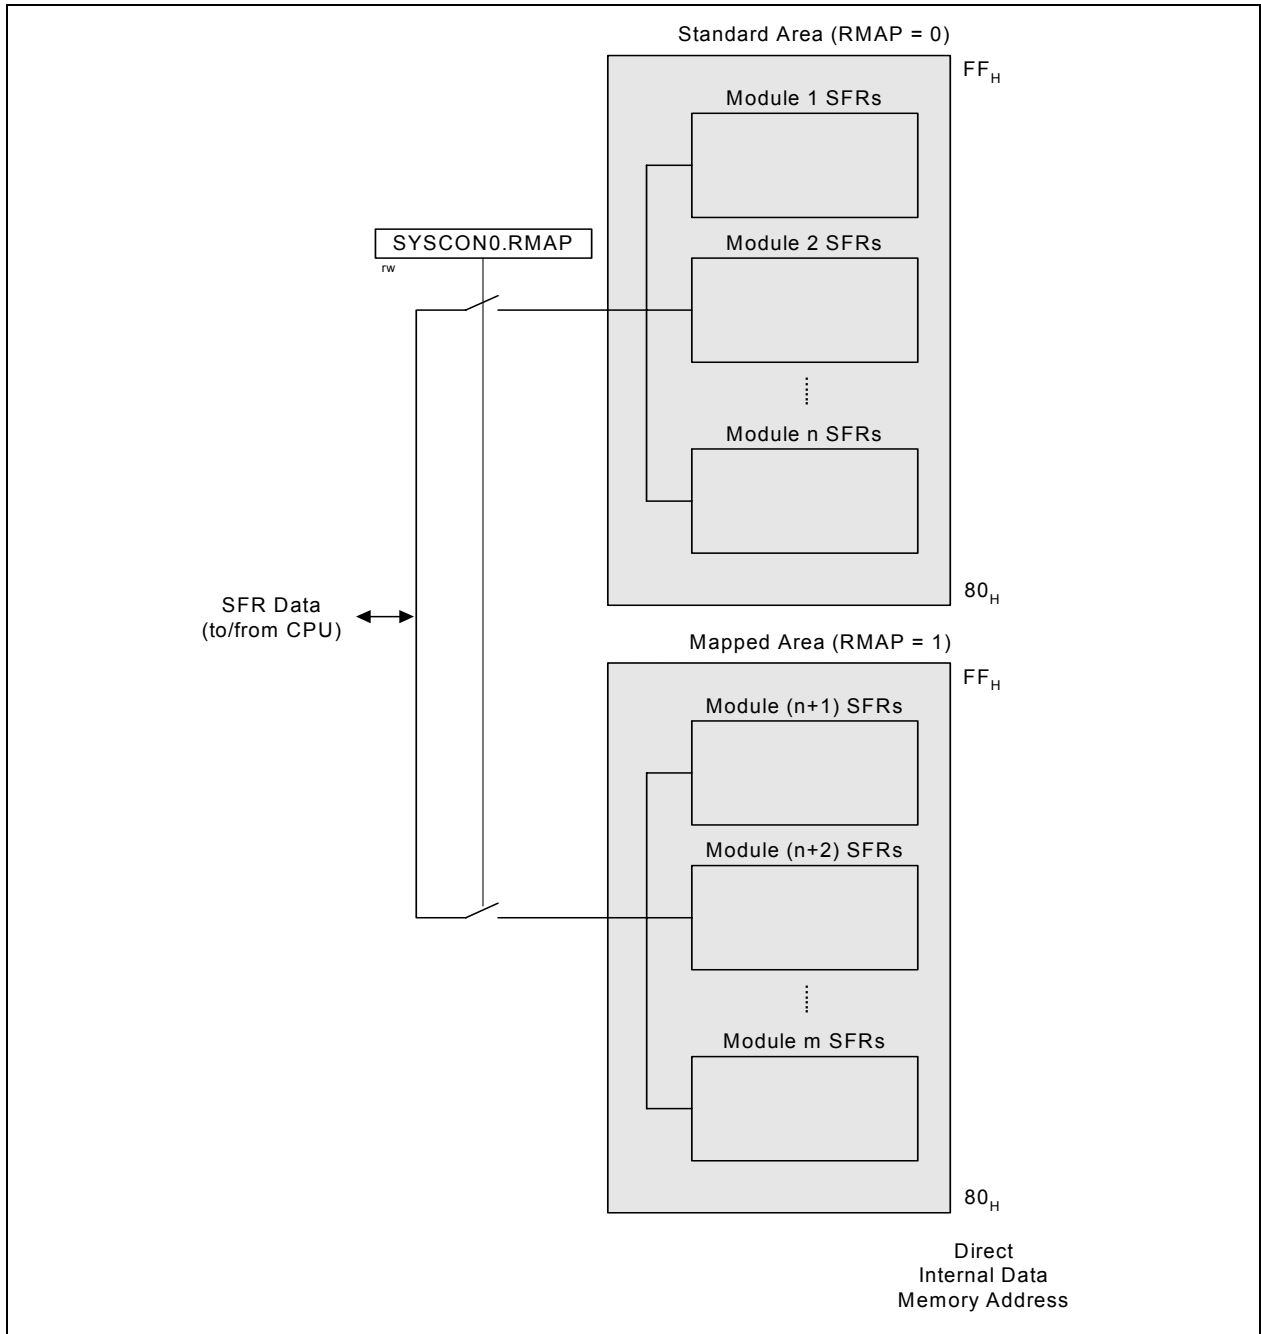 Standard Area (RMAP = 0)
FFH
Module 1 SFRs
SYSCON0.RMAP
rw
Module 2 SFRs
Module n SFRs
80H
SFR Data
(to/from CPU)
Mapped Area (RMAP = 1)
FFH
Module (n+1) SFRs
Module (n+2) SFRs
Module m SFRs
80H
Direct
Internal Data
Memory Address